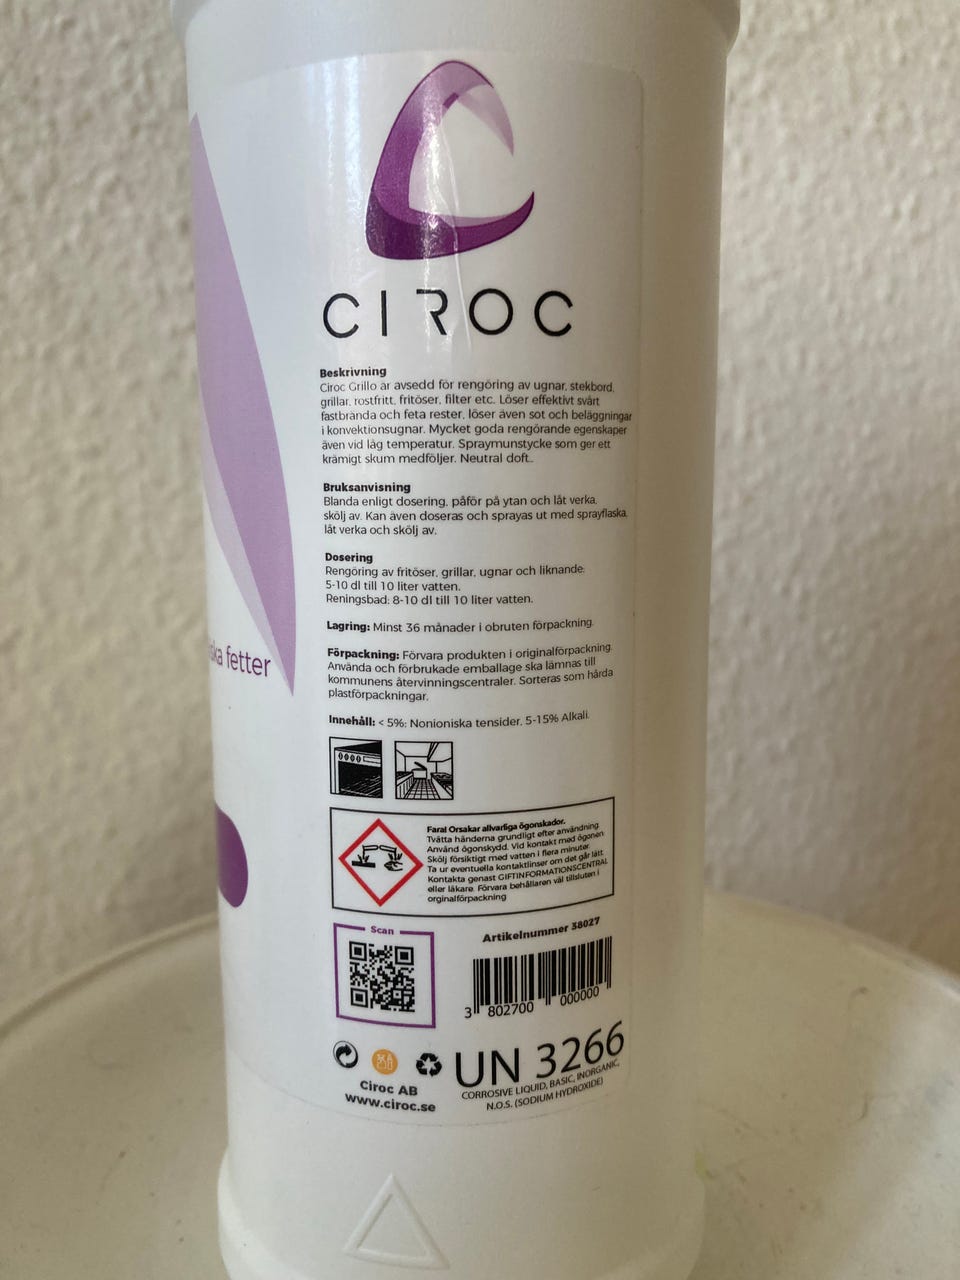 CIROC
Beskrivning
Ciroc Grillo är avsedd för rengöring av ugnar, stekbord,
grillar, rostfritt, fritöser, filter etc. Löser effektivt svårt
fastbrända och feta rester, löser även sot och beläggningar
i konvektionsugnar. Mycket goda rengörande egenskaper
även vid låg temperatur. Spraymunstycke som ger ett
krämigt skum medföljer. Neutral doft..
Bruksanvisning
Blanda enligt dosering, påför på ytan och låt verka,
skölj av. Kan även doseras och sprayas ut med sprayflaska,
låt verka och skölj av.
Dosering
Rengöring av fritöser, grillar, ugnar och liknande:
5-10 dl till 10 liter vatten.
Reningsbad: 8-10 dl till 10 liter vatten.
Lagring: Minst 36 månader i obruten förpackning.
ska fetter
Förpackning: Förvara produkten i originalförpackning.
Använda och förbrukade emballage ska lämnas till
kommunens återvinningscentraler. Sorteras som hårda
plastförpackningar.
Innehåll: < 5%: Nonioniska tensider, 5-15% Alkali.
Fara! Orsakar allvarliga ögonskador.
Tvätta händerna grundligt efter användning.
Använd ögonskydd. Vid kontakt med ögonen
Skölj försiktigt med vatten i flera minuter.
Ta ur eventuella kontaktlinser om det går lätt.
Kontakta genast GIFTINFORMATIONSCENTRAL
eller läkare. Förvara behållaren väl tillsluten i
orginalförpackning
Scan
Artikelnummer 38027
3 802700 000000
UN 3266
CORROSIVE LIQUID, BASIC, INORGANIC,
N.O.S. (SODIUM HYDROXIDE)
Ciroc AB
www.ciroc.se